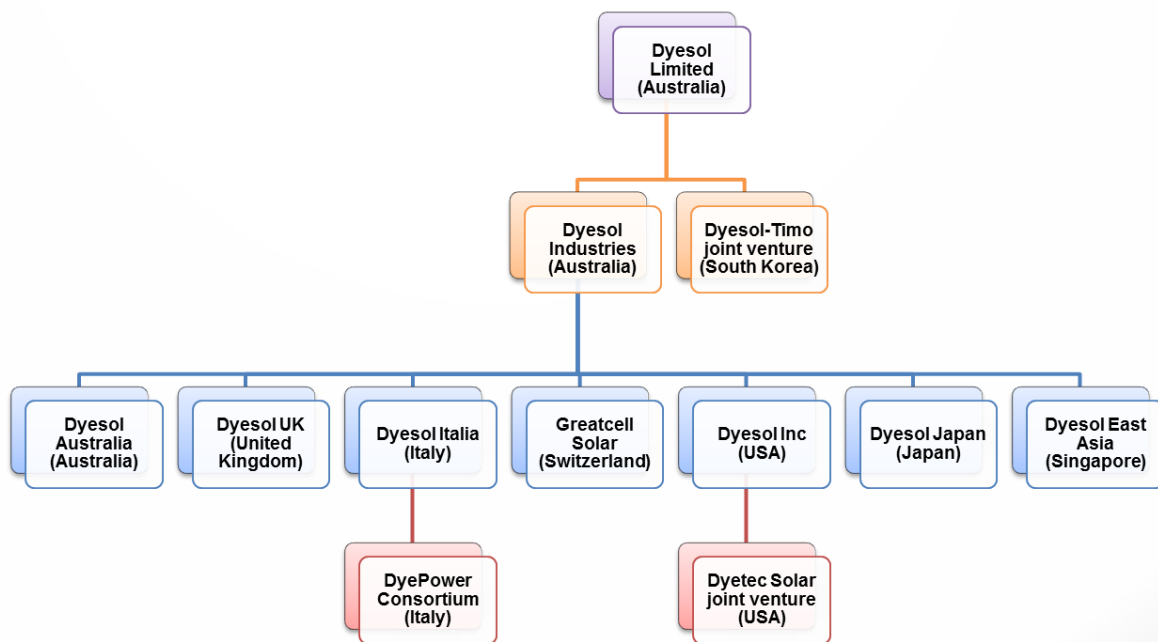 Dyesol
Limited
(Australia)
Dyesol
Industries
(Australia)
Dyesol-Timo
joint venture
(South Korea)
Dyesol
Australia
(Australia)
Dyesol UK
(United
Kingdom)
Dyesol Italia
(Italy)
Greatcell
Solar
(Switzerland)
Dyesol Inc
(USA)
Dyesol Japan
(Japan)
Dyesol East
Asia
(Singapore)
DyePower
Consortium
(Italy)
Dyetec Solar
joint venture
(USA)